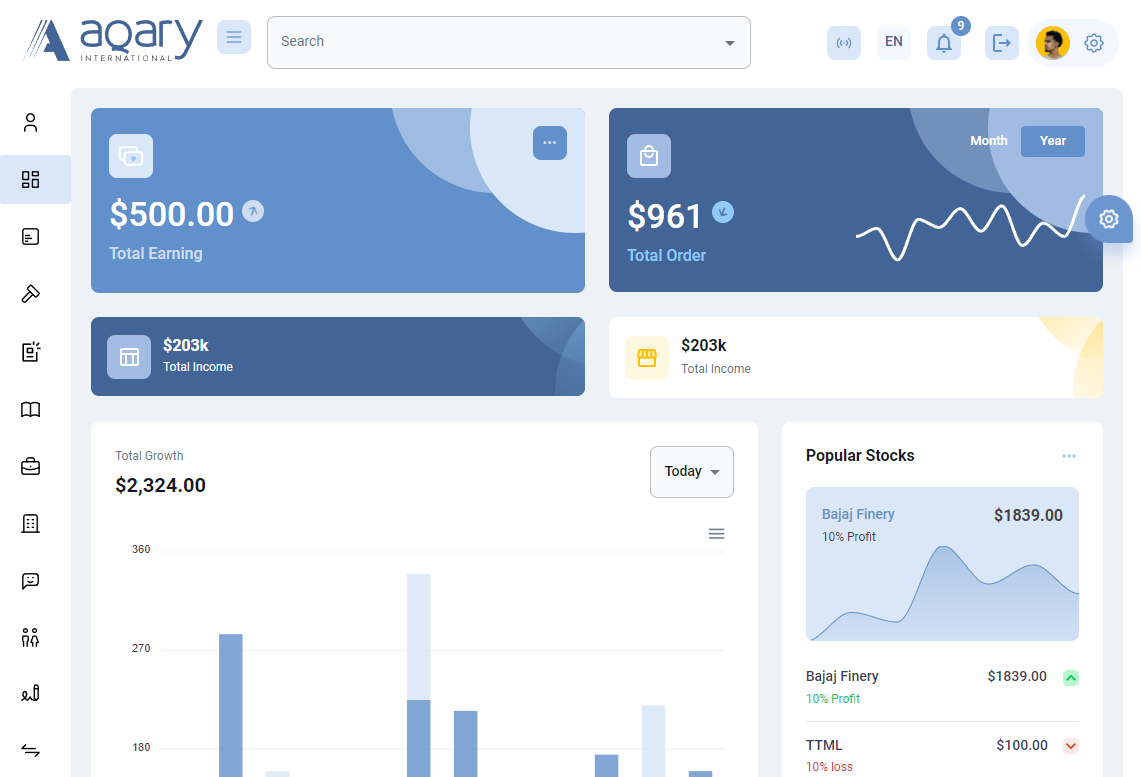 aqary
INTERNATIONAL
Search
EN
9
$500.00
Total Earning
Month
Year
$961
Total Order
$203k
Total Income
$203k
Total Income
Total Growth
$2,324.00
Today
360
270
180
Popular Stocks
Bajaj Finery
$1839.00
10% Profit
Bajaj Finery
$1839.00
10% Profit
TTML
$100.00
10% loss